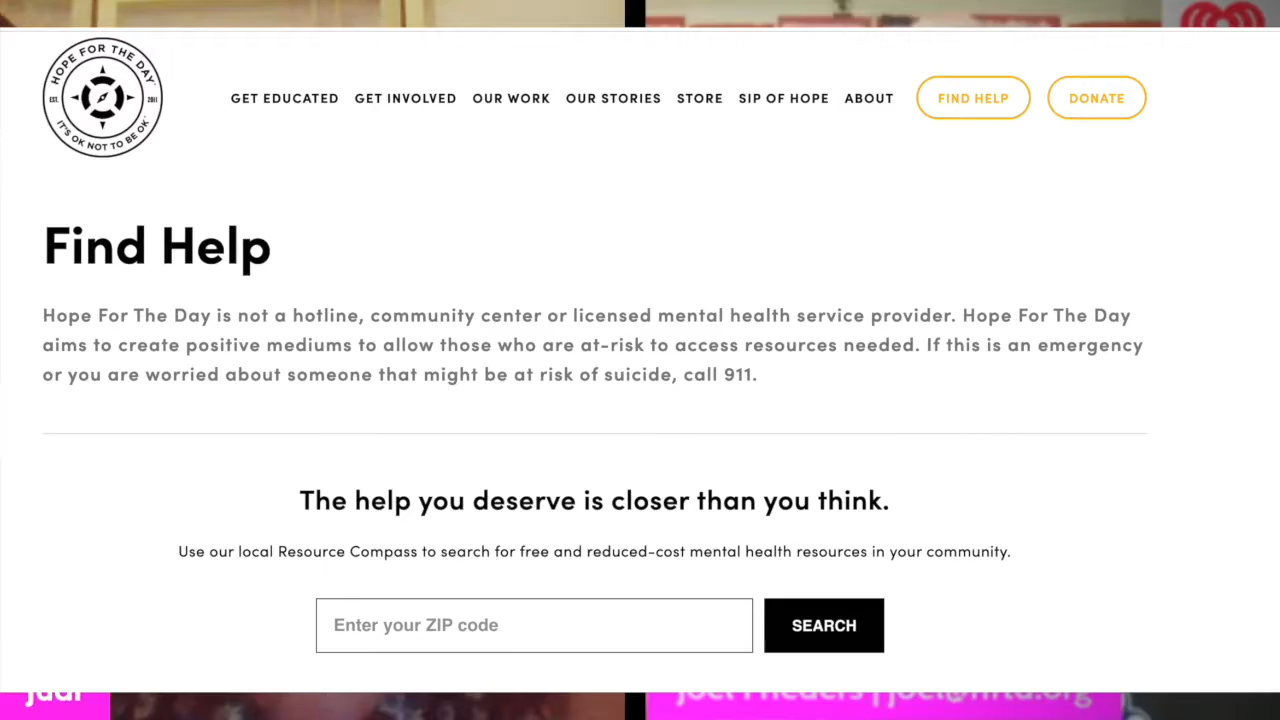 HOPE FOR THE DAY
EST. 2011
IT'S OK NOT TO BE OK
GET EDUCATED GET INVOLVED OUR WORK OUR STORIES STORE SIP OF HOPE ABOUT FIND HELP DONATE
Find Help
Hope For The Day is not a hotline, community center or licensed mental health service provider. Hope For The Day
aims to create positive mediums to allow those who are at-risk to access resources needed. If this is an emergency
or you are worried about someone that might be at risk of suicide, call 911.
The help you deserve is closer than you think.
Use our local Resource Compass to search for free and reduced-cost mental health resources in your community.
Enter your ZIP code SEARCH